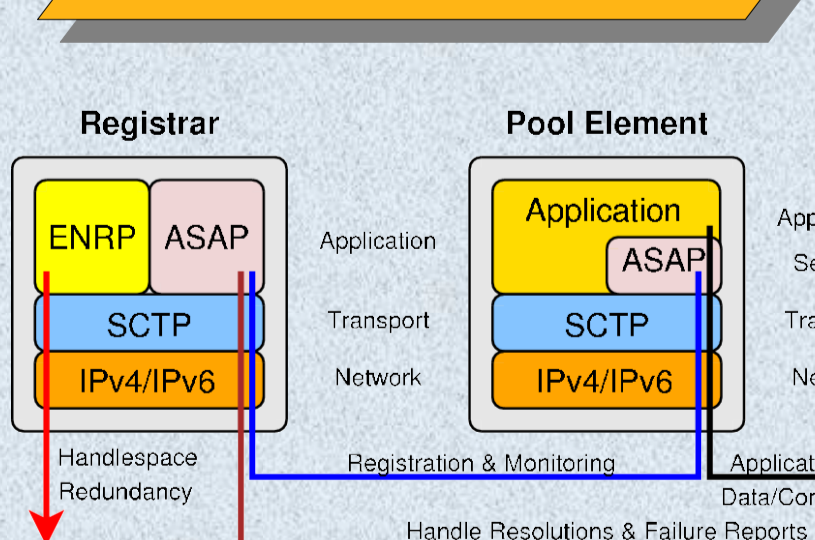 Registrar
Pool Element
ENRP
ASAP
Application
Application
ASAP
SCTP
Transport
SCTP
IPv4/IPv6
Network
IPv4/IPv6
Handlespace
Redundancy
Registration & Monitoring
Handle Resolutions & Failure Reports